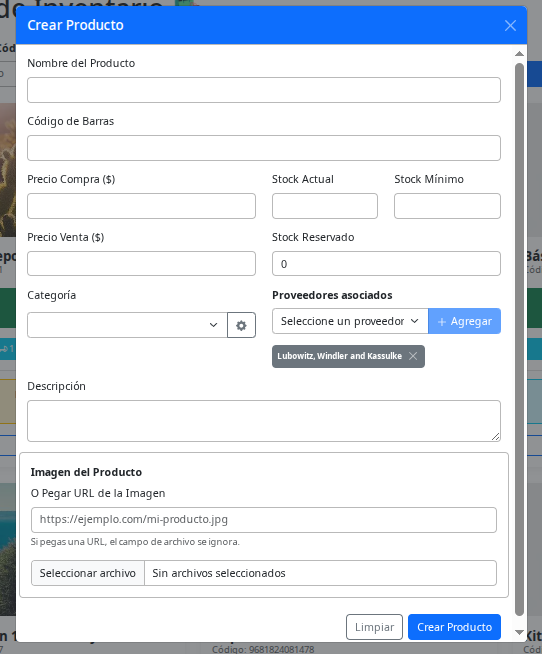 de Inventario
Crear Producto
Nombre del Producto
Código de Barras
Precio Compra ($)
Stock Actual
Stock Mínimo
Precio Venta ($)
Stock Reservado
0
Categoría
Proveedores asociados
Seleccione un proveedor
+ Agregar
Lubowitz, Windler and Kassulke
Descripción
Imagen del Producto
O Pegar URL de la Imagen
https://ejemplo.com/mi-producto.jpg
Si pegas una URL, el campo de archivo se ignora.
Seleccionar archivo
Sin archivos seleccionados
Limpiar
Crear Producto
Código: 9681824081478